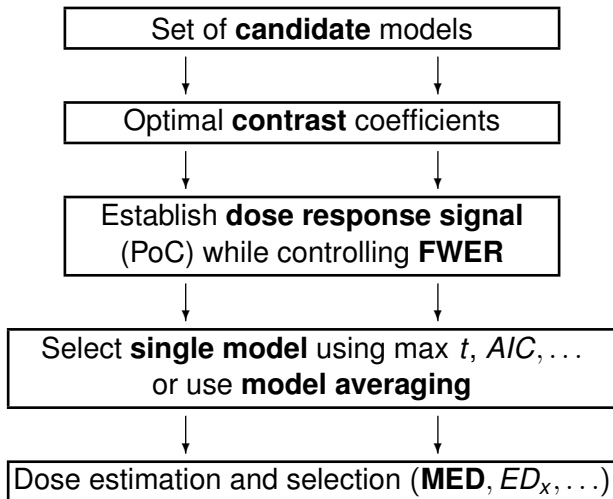 Set of candidate models
Optimal contrast coefficients
Establish dose response signal
(PoC) while controlling FWER
Select single model using max t, AIC, . . .
or use model averaging
Dose estimation and selection (MED, EDₓ, . . .)